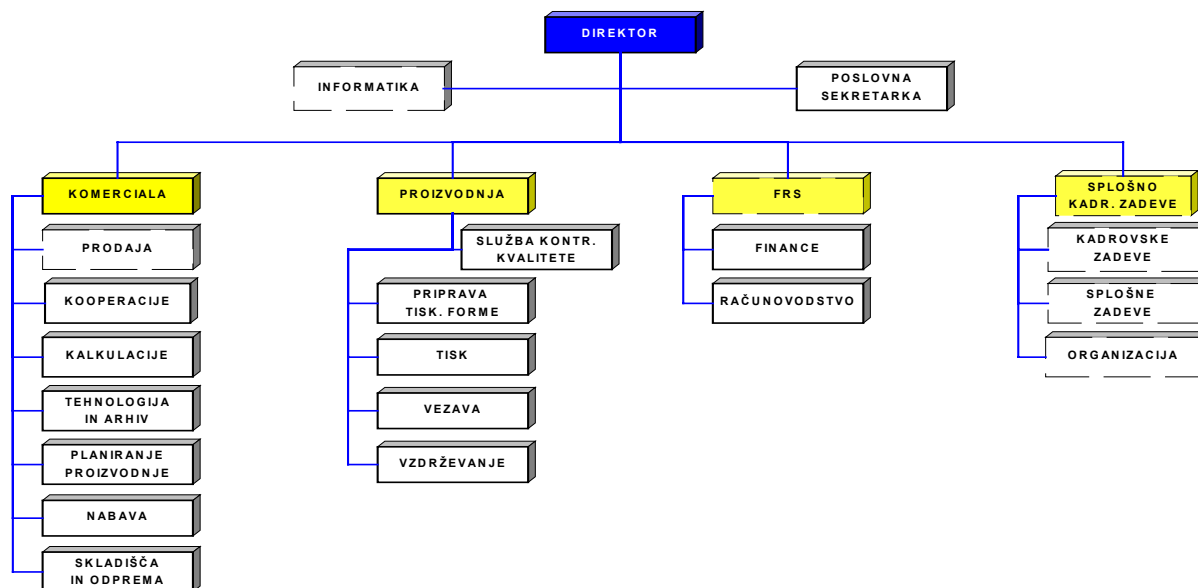 DIREKTOR
INFORMATIKA
POSLOVNA
SEKRETARKA
KOMERCIALA
PRODAJA
KOOPERACIJE
KALKULACIJE
TEHNOLOGIJA
IN ARHIV
PLANIRANJE
PROIZVODNJE
NABAVA
SKLADIŠČA
IN ODPREMA
PROIZVODNJA
SLUŽBA KONTR.
KVALITETE
PRIPRAVA
TISK. FORME
TISK
VEZAVA
VZDRŽEVANJE
FRS
FINANCE
RAČUNOVODSTVO
SPLOŠNO
KADR. ZADEVE
KADROVSKE
ZADEVE
SPLOŠNE
ZADEVE
ORGANIZACIJA